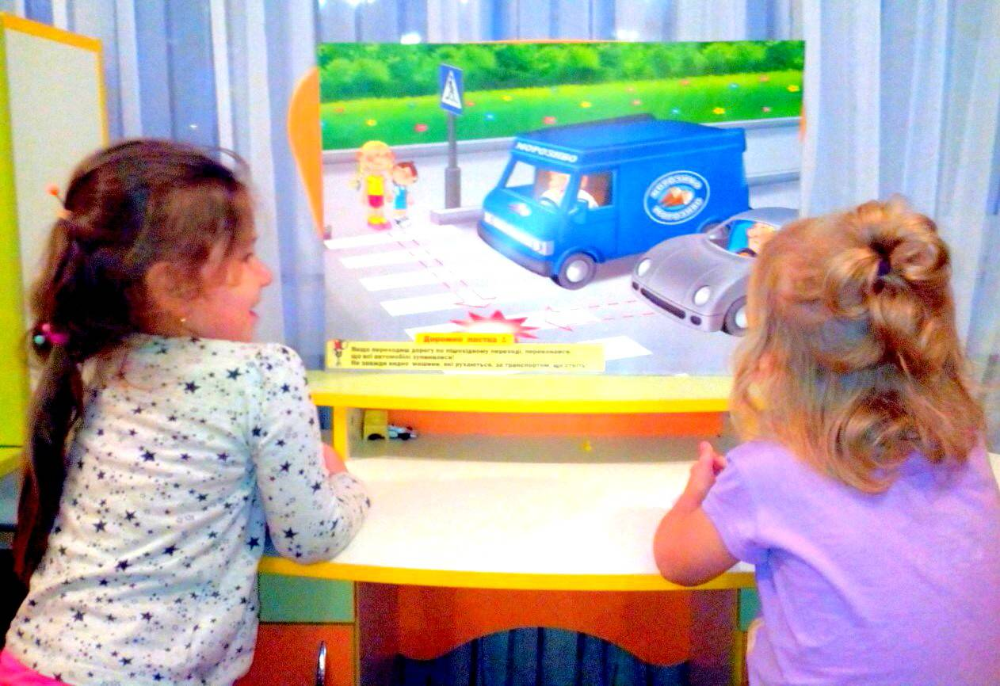 МОРОЗИВО
МОРОЗИВО
Дорожня пастка 1
Якщо переходиш дорогу по пішохідному переході, переконайся,
що всі автомобілі зупинилися!
Не завжди видно машини, які рухаються, за транспортом, що стоїть